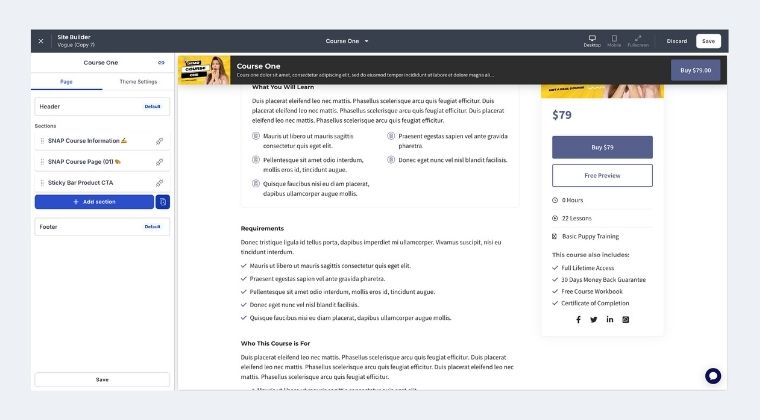 Site Builder
Vogue (Copy 7)
Course One
Desktop
Mobile
Fullscreen
Discard
Save
Course One
Page
Theme Settings
Header
Default
Sections
SNAP Course Information
SNAP Course Page (01)
Sticky Bar Product CTA
+ Add section
Footer
Default
Save
COURSE ONE
Course One
Cours one dolor sit amet, consectetur adipiscing elit, sed do eiusmod tempor incididunt ut labore et dolore magna ali...
Buy $79.00
What You Will Learn
Duis placerat eleifend leo nec mattis. Phasellus scelerisque arcu quis feugiat efficitur. Duis
placerat eleifend leo nec mattis. Phasellus scelerisque arcu quis feugiat efficitur. Duis
placerat eleifend leo nec mattis. Phasellus scelerisque arcu quis feugiat efficitur.
Mauris ut libero ut mauris sagittis
consectetur quis eget elit.
Pellentesque sit amet odio interdum,
mollis eros id, tincidunt augue.
Quisque faucibus nisi eu diam placerat,
dapibus ullamcorper augue mollis.
Praesent egestas sapien vel ante gravida
pharetra.
Donec eget nunc vel nisl blandit facilisis.
Requirements
Donec tristique ligula id tellus porta, dapibus imperdiet mi ullamcorper. Vivamus suscipit, nisi eu
tincidunt interdum.
Mauris ut libero ut mauris sagittis consectetur quis eget elit.
Praesent egestas sapien vel ante gravida pharetra.
Pellentesque sit amet odio interdum, mollis eros id, tincidunt augue.
Donec eget nunc vel nisl blandit facilisis.
Quisque faucibus nisi eu diam placerat, dapibus ullamcorper augue mollis.
Who This Course is For
Duis placerat eleifend leo nec mattis. Phasellus scelerisque arcu quis feugiat efficitur. Duis
placerat eleifend leo nec mattis. Phasellus scelerisque arcu quis feugiat efficitur. Duis placerat eleifend leo nec
mattis. Phasellus scelerisque arcu quis feugiat efficitur.
$79
Buy $79
Free Preview
0 Hours
22 Lessons
Basic Puppy Training
This course also includes:
Full Lifetime Access
30 Days Money Back Guarantee
Free Course Workbook
Certificate of Completion